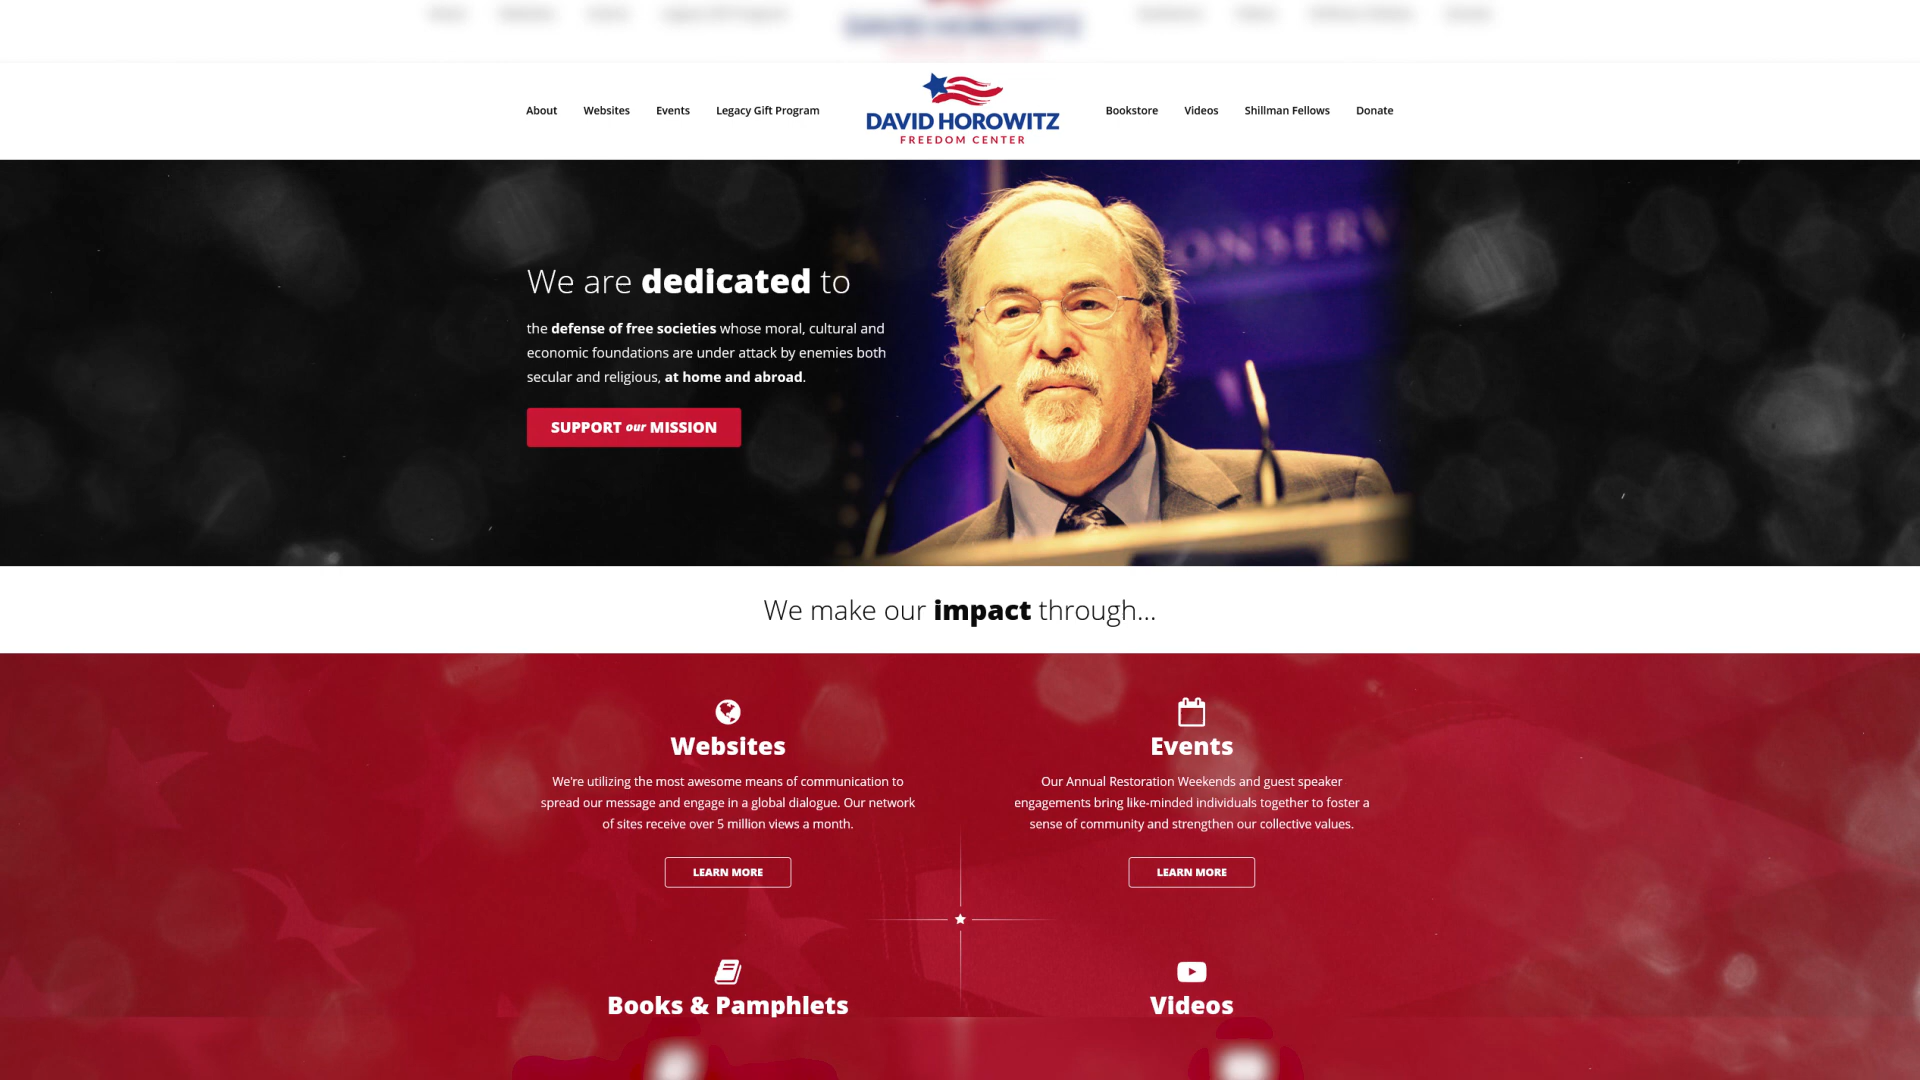 About
Websites
Events
Legacy Gift Program
DAVID HOROWITZ
FREEDOM CENTER
Bookstore
Videos
Shillman Fellows
Donate
We are dedicated to
the defense of free societies whose moral, cultural and
economic foundations are under attack by enemies both
secular and religious, at home and abroad.
SUPPORT our MISSION
ONSERV
We make our impact through...
Websites
We're utilizing the most awesome means of communication to
spread our message and engage in a global dialogue. Our network
of sites receive over 5 million views a month.
LEARN MORE
Events
Our Annual Restoration Weekends and guest speaker
engagements bring like-minded individuals together to foster a
sense of community and strengthen our collective values.
LEARN MORE
Books & Pamphlets
Videos